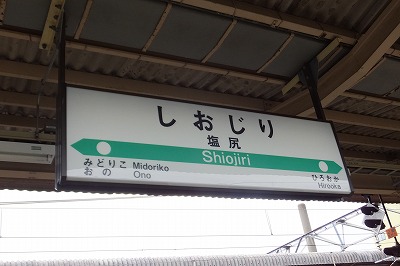 しおじり
塩尻
Shiojiri
みどりこ Midoriko
おの Ono
ひろおか
Hirooka